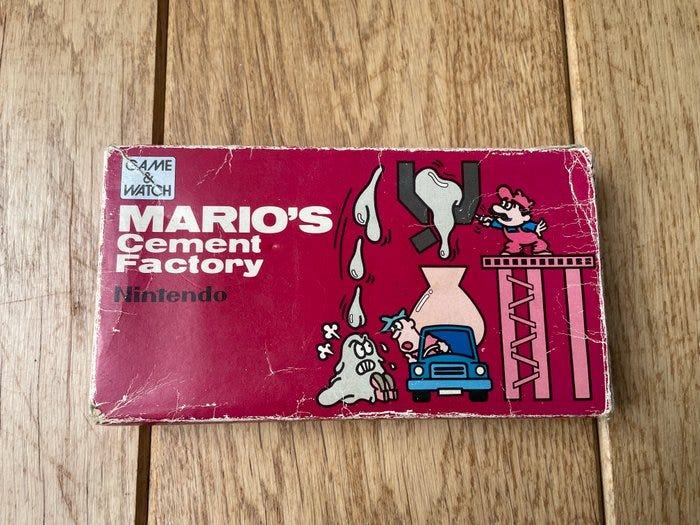 GAME
&
WATCH
MARIO'S
Cement
Factory
Nintendo